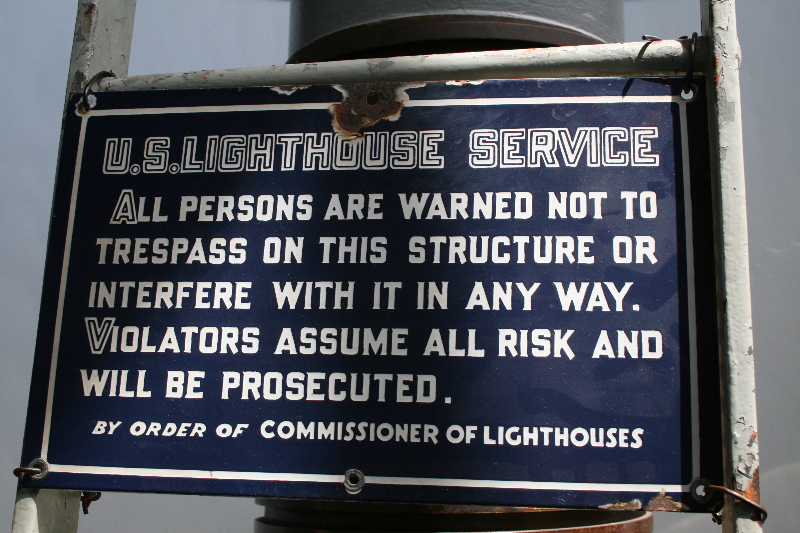 U.S. LIGHTHOUSE SERVICE
ALL PERSONS ARE WARNED NOT TO
TRESPASS ON THIS STRUCTURE OR
INTERFERE WITH IT IN ANY WAY.
VIOLATORS ASSUME ALL RISK AND
WILL BE PROSECUTED.
BY ORDER OF COMMISSIONER OF LIGHTHOUSES